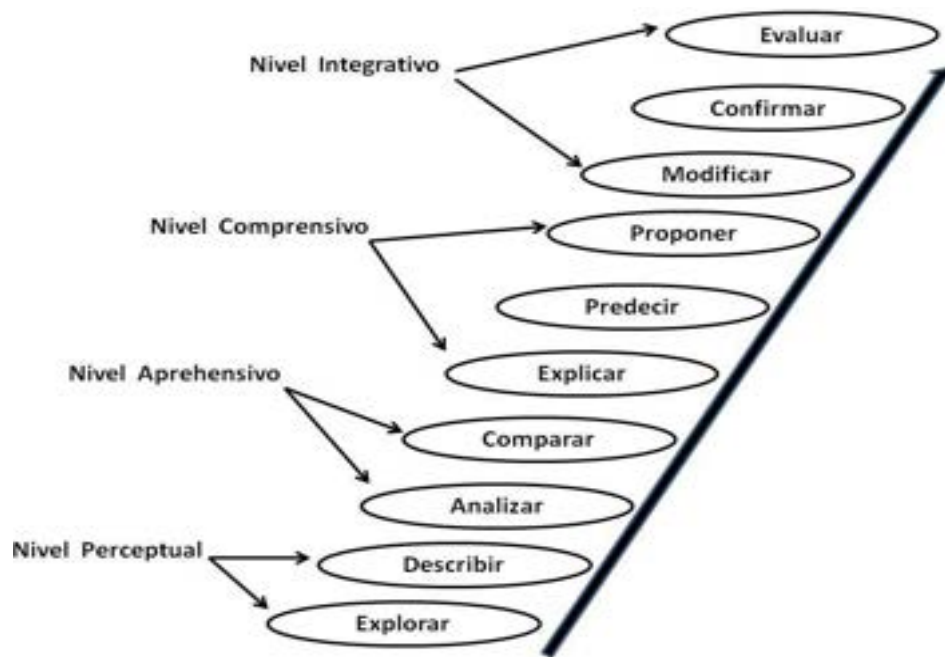 Evaluar
Nivel Integrativo
Confirmar
Modificar
Nivel Comprensivo
Proponer
Predecir
Explicar
Nivel Aprehensivo
Comparar
Analizar
Nivel Perceptual
Describir
Explorar